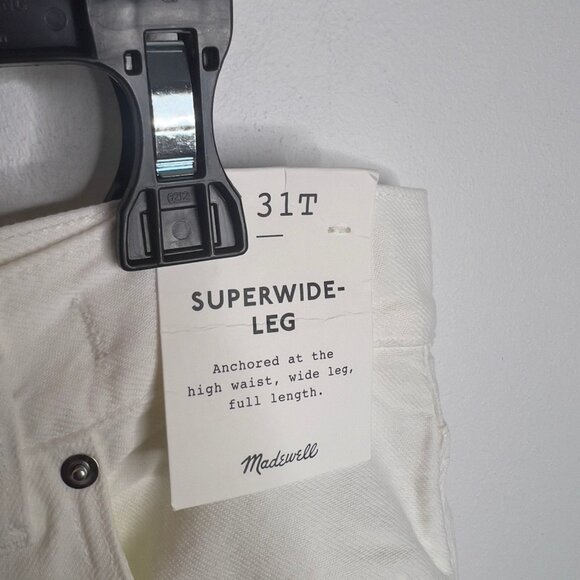 31T
SUPERWIDE-
LEG
Anchored at the
high waist, wide leg,
full length.
Madewell